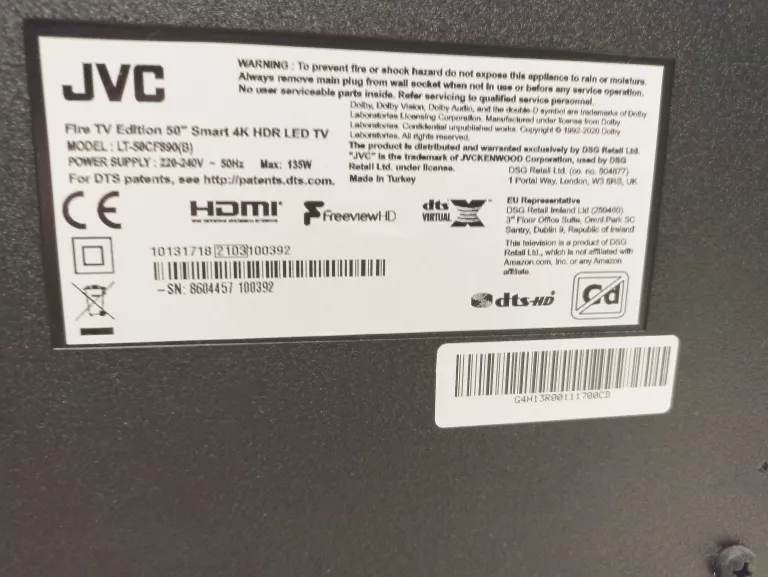 JVC
WARNING : To prevent fire or shock hazard do not expose this appliance to rain or moisture.
Always remove main plug from wall socket when not in use or before any service operation.
No user serviceable parts inside. Refer servicing to qualified service personnel.
Dolby, Dolby Vision, Dolby Audio, and the double-D symbol are trademarks of Dolby
Laboratories Licensing Corporation. Manufactured under license from Dolby
Laboratories. Confidential unpublished works. Copyright © 1992-2020 Dolby
Laboratories. All rights reserved.
Fire TV Edition 50" Smart 4K HDR LED TV
MODEL : LT-50CF890(B)
POWER SUPPLY : 220-240V ~ 50Hz Max: 135W
For DTS patents, see http://patents.dts.com.
The product is distributed and warranted exclusively by DSG Retail Ltd.
"JVC" is the trademark of JVCKENWOOD Corporation, used by DSG
Retail Ltd. under license.
Made in Turkey
DSG Retail Ltd. (co. no. 504877)
1 Portal Way, London, W3 6RS, UK
EU Representative
DSG Retail Ireland Ltd (259460)
3rd Floor Office Suite, Omni Park SC
Santry, Dublin 9, Republic of Ireland
This television is a product of DSG
Retail Ltd., which is not affiliated with
Amazon.com, Inc. or any Amazon
affiliate.
CE
HDMI
Freeview HD
dts X
VIRTUAL
10131718 2103 100392
-SN: 8604457 100392
dts-HD
Cd
G4H13R00111700CD